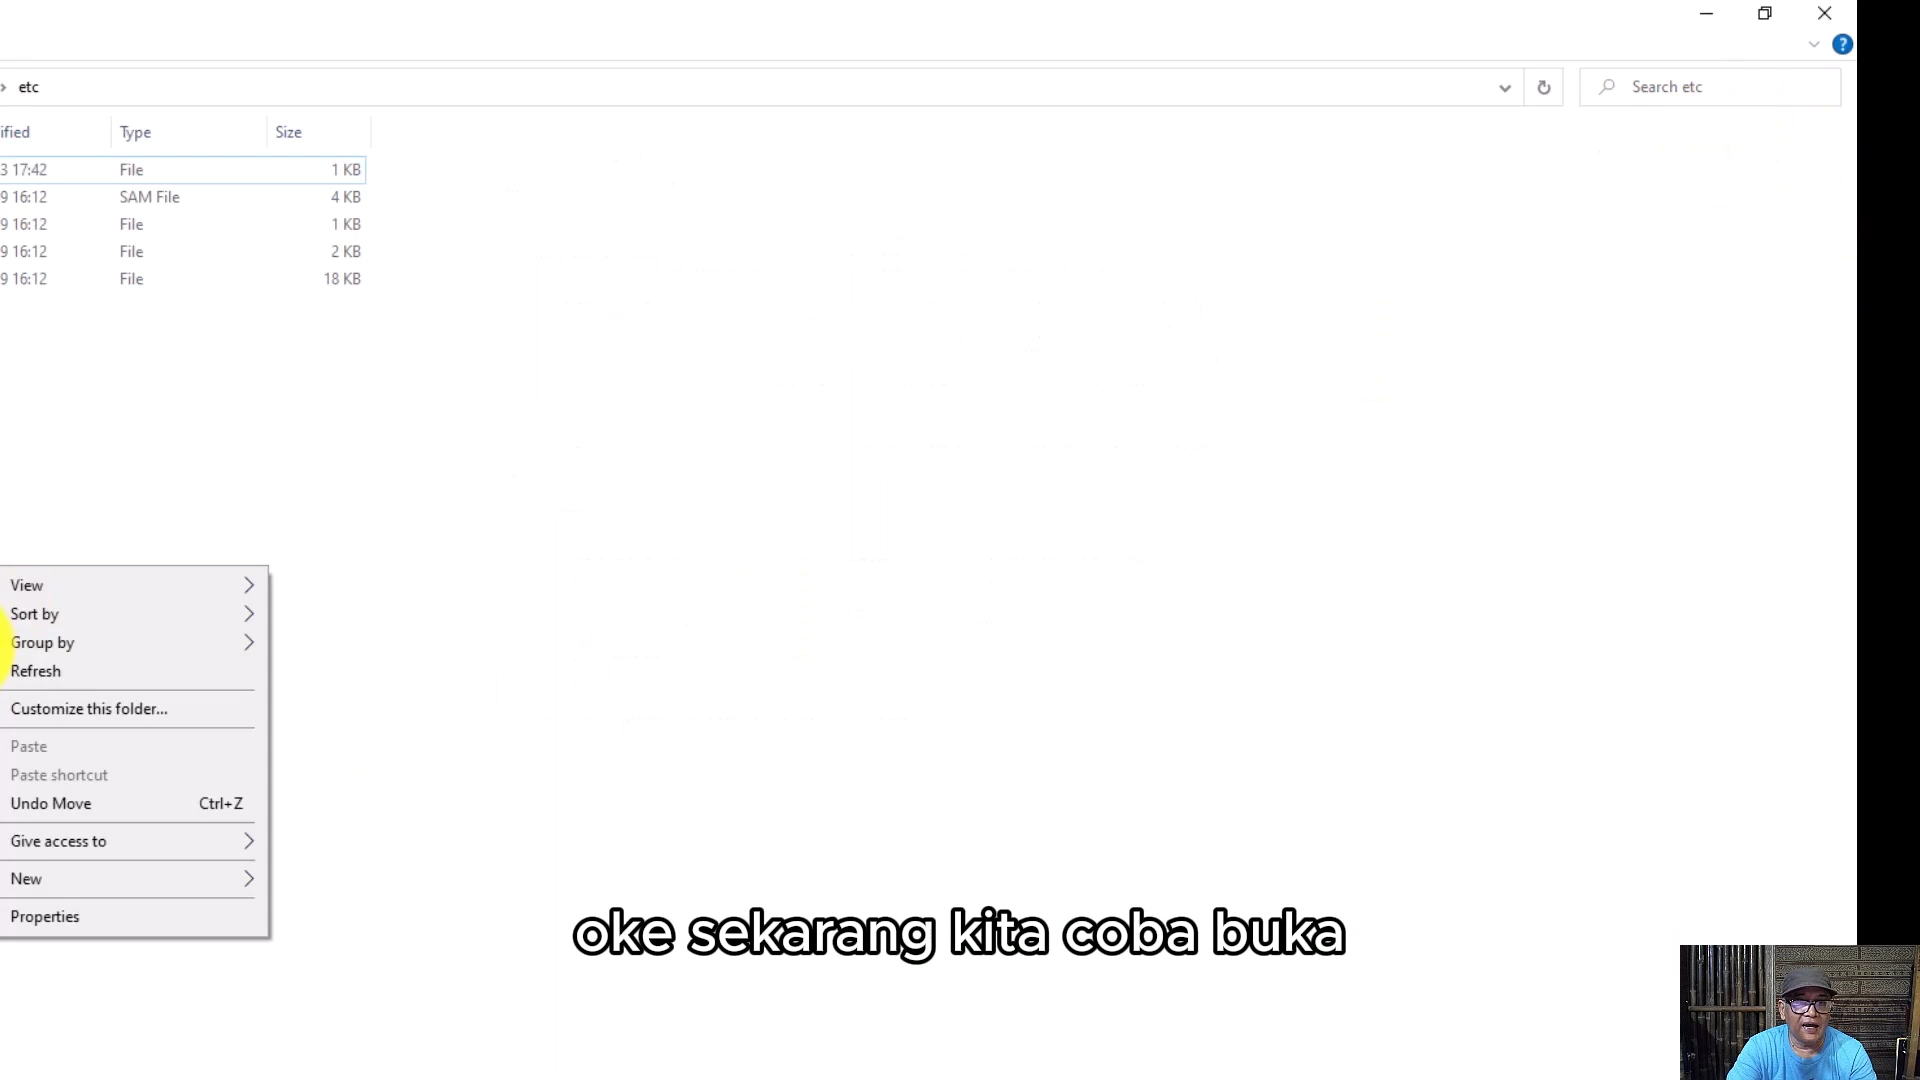 etc
Search etc
ified Type Size
3 17:42 File 1 KB
9 16:12 SAM File 4 KB
9 16:12 File 1 KB
9 16:12 File 2 KB
9 16:12 File 18 KB
View
Sort by
Group by
Refresh
Customize this folder...
Paste
Paste shortcut
Undo Move Ctrl+Z
Give access to
New
Properties
oke sekarang kita coba buka